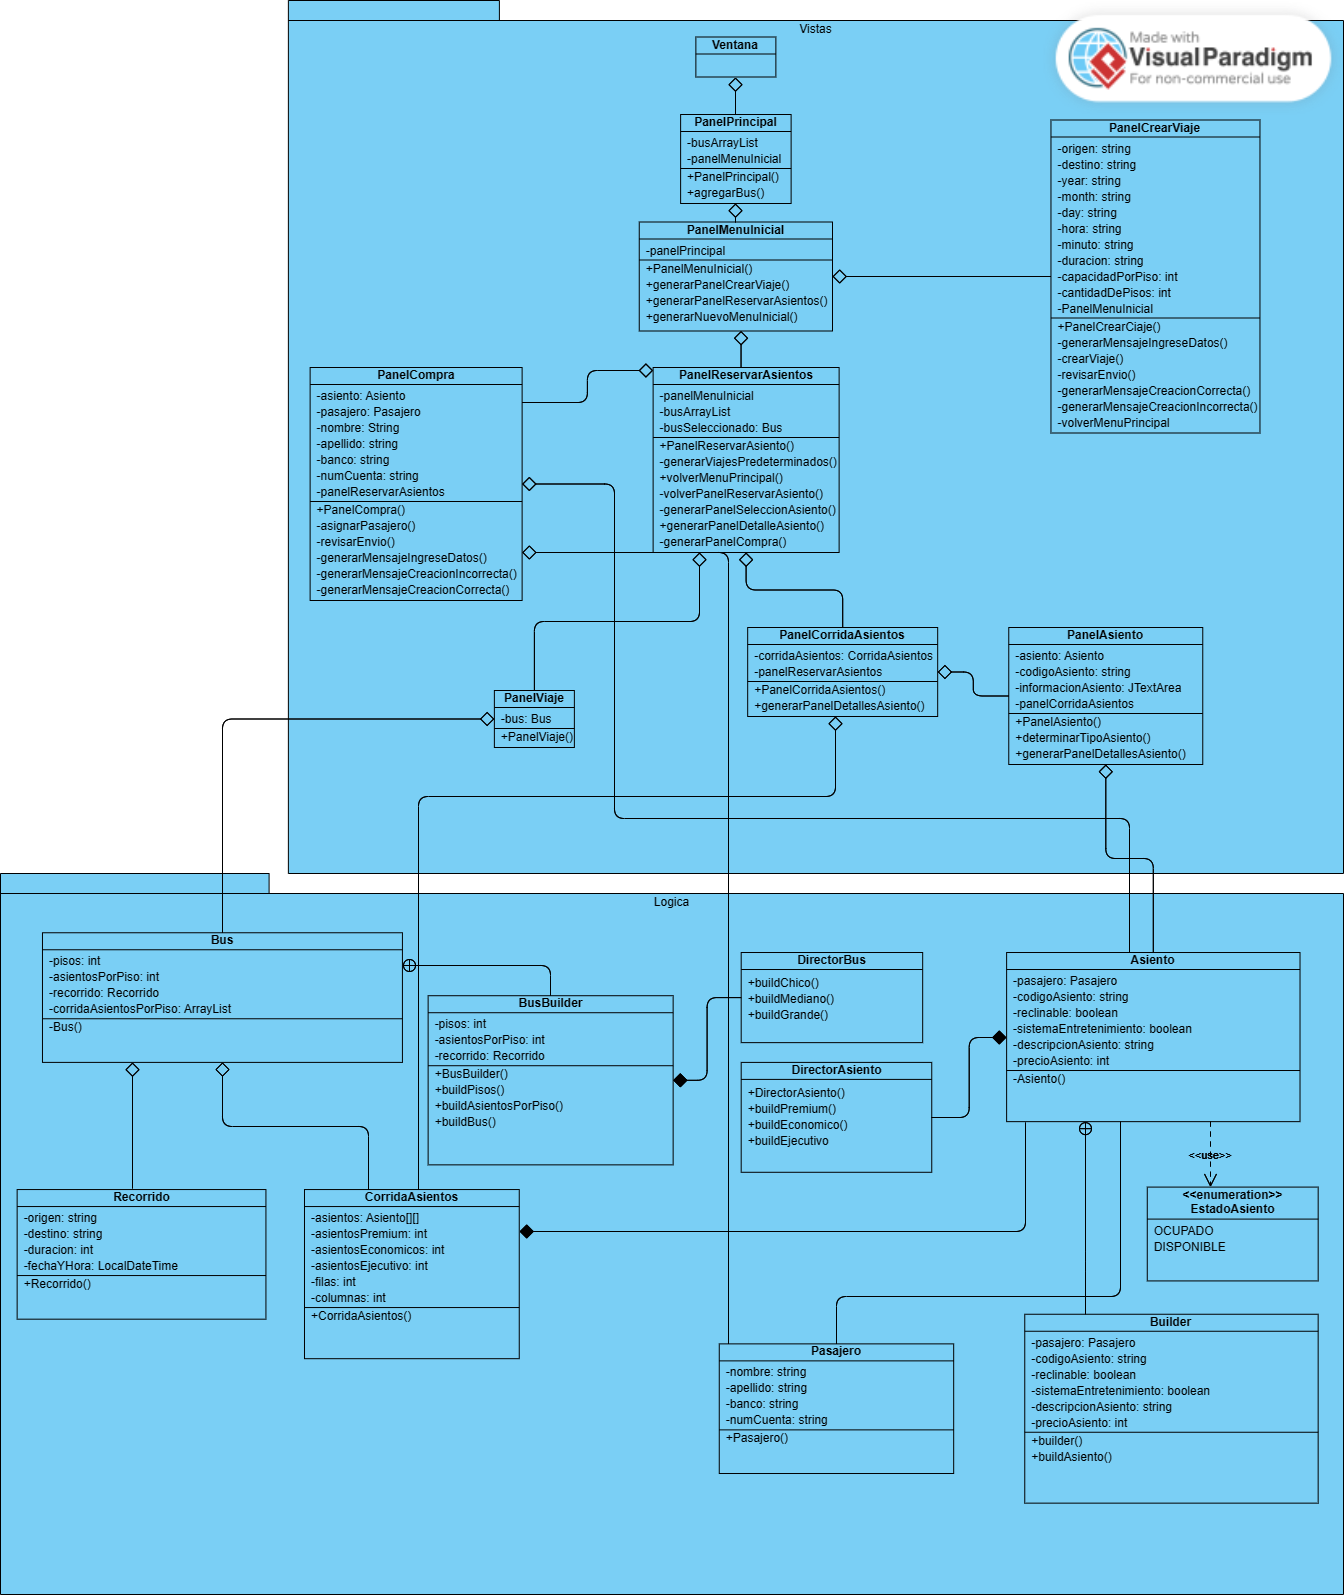 Vistas
Made with
Visual Paradigm
For non-commercial use
Ventana
PanelPrincipal
-busArrayList
-panelMenuInicial
+PanelPrincipal()
+agregarBus()
PanelCrearViaje
-origen: string
-destino: string
-year: string
-month: string
-day: string
-hora: string
-minuto: string
-duracion: string
-capacidadPorPiso: int
-cantidadDePisos: int
-PanelMenuInicial
+PanelCrearCiaje()
-generarMensajeIngreseDatos()
-crearViaje()
-revisarEnvio()
-generarMensajeCreacionCorrecta()
-generarMensajeCreacionIncorrecta()
-volverMenuPrincipal
PanelMenuInicial
-panelPrincipal
+PanelMenuInicial()
+generarPanelCrearViaje()
+generarPanelReservarAsientos()
+generarNuevoMenuInicial()
PanelCompra
-asiento: Asiento
-pasajero: Pasajero
-nombre: String
-apellido: string
-banco: string
-numCuenta: string
-panelReservarAsientos
+PanelCompra()
-asignarPasajero()
-revisarEnvio()
-generarMensajeIngreseDatos()
-generarMensajeCreacionIncorrecta()
-generarMensajeCreacionCorrecta()
PanelReservarAsientos
-panelMenuInicial
-busArrayList
-busSeleccionado: Bus
+PanelReservarAsiento()
-generarViajesPredeterminados()
+volverMenuPrincipal()
-volverPanelReservarAsiento()
-generarPanelSeleccionAsiento()
+generarPanelDetalleAsiento()
-generarPanelCompra()
PanelCorridaAsientos
-corridaAsientos: CorridaAsientos
-panelReservarAsientos
+PanelCorridaAsientos()
+generarPanelDetallesAsiento()
PanelAsiento
-asiento: Asiento
-codigoAsiento: string
-informacionAsiento: JTextArea
-panelCorridaAsientos
+PanelAsiento()
+determinarTipoAsiento()
+generarPanelDetallesAsiento()
PanelViaje
-bus: Bus
+PanelViaje()
Logica
Bus
-pisos: int
-asientosPorPiso: int
-recorrido: Recorrido
-corridaAsientosPorPiso: ArrayList
-Bus()
BusBuilder
-pisos: int
-asientosPorPiso: int
-recorrido: Recorrido
+BusBuilder()
+buildPisos()
+buildAsientosPorPiso()
+buildBus()
DirectorBus
+buildChico()
+buildMediano()
+buildGrande()
DirectorAsiento
+DirectorAsiento()
+buildPremium()
+buildEconomico()
+buildEjecutivo
Asiento
-pasajero: Pasajero
-codigoAsiento: string
-reclinable: boolean
-sistemaEntretenimiento: boolean
-descripcionAsiento: string
-precioAsiento: int
-Asiento()
<<use>>
<<enumeration>>
EstadoAsiento
OCUPADO
DISPONIBLE
Recorrido
-origen: string
-destino: string
-duracion: int
-fechaYHora: LocalDateTime
+Recorrido()
CorridaAsientos
-asientos: Asiento[][]
-asientosPremium: int
-asientosEconomicos: int
-asientosEjecutivo: int
-filas: int
-columnas: int
+CorridaAsientos()
Pasajero
-nombre: string
-apellido: string
-banco: string
-numCuenta: string
+Pasajero()
Builder
-pasajero: Pasajero
-codigoAsiento: string
-reclinable: boolean
-sistemaEntretenimiento: boolean
-descripcionAsiento: string
-precioAsiento: int
+builder()
+buildAsiento()